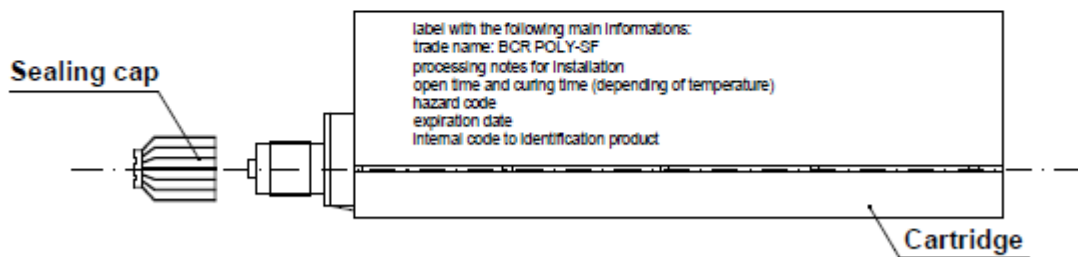 label with the following main informations:
trade name: BCR POLY-SF
processing notes for installation
open time and curing time (depending of temperature)
hazard code
expiration date
internal code to identification product
Sealing cap
Cartridge